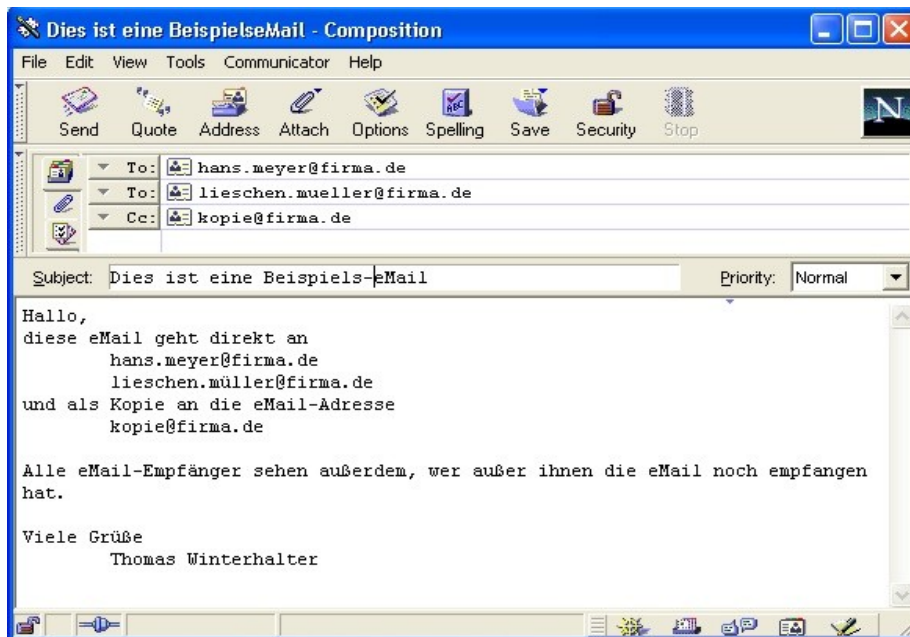 Dies ist eine BeispielseMail - Composition
File Edit View Tools Communicator Help
Send Quote Address Attach Options Spelling Save Security Stop
ABC
N
To: hans.meyer@firma.de
To: lieschen.mueller@firma.de
Cc: kopie@firma.de
Subject: Dies ist eine Beispiels-eMail Priority: Normal
Hallo,
diese eMail geht direkt an
hans.meyer@firma.de
lieschen.müller@firma.de
und als Kopie an die eMail-Adresse
kopie@firma.de
Alle eMail-Empfänger sehen außerdem, wer außer ihnen die eMail noch empfangen
hat.
Viele Grüße
Thomas Winterhalter